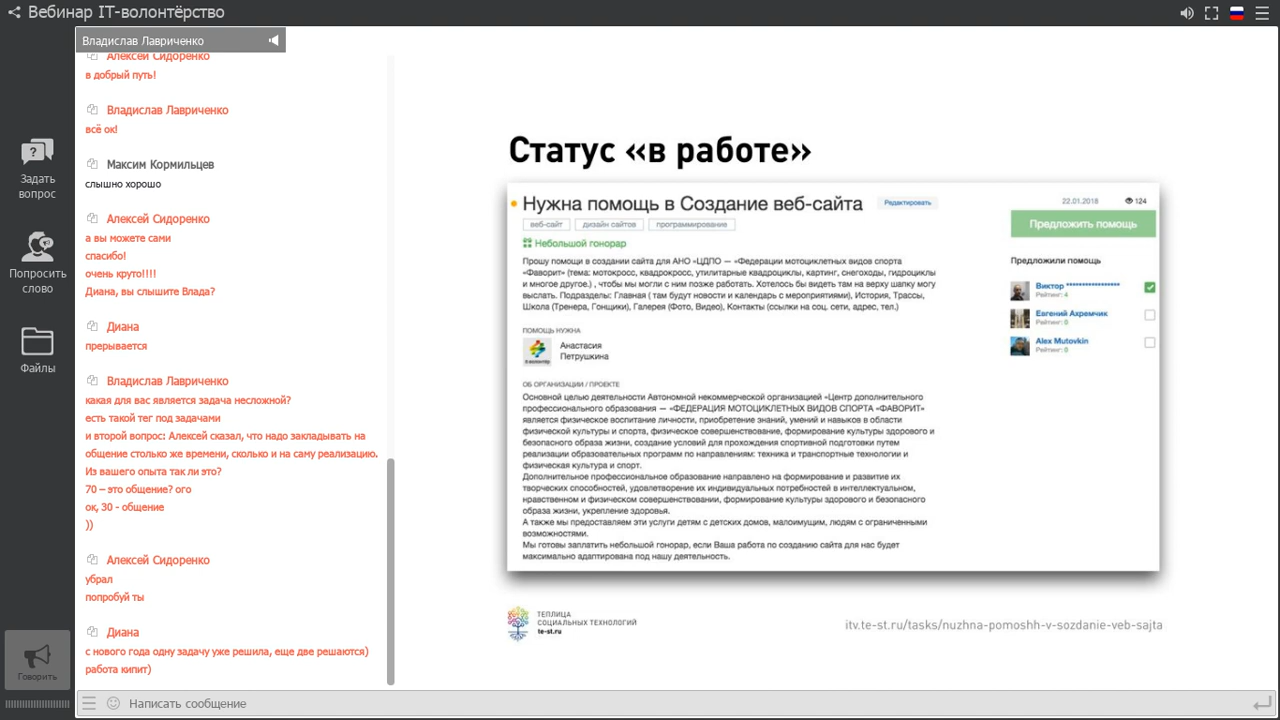 Вебинар IT-волонтёрство
Владислав Лавриченко
Алексей Сидоренко
в добрый путь!
Владислав Лавриченко
всё ок!
Максим Кормильцев
слышно хорошо
Алексей Сидоренко
а вы можете сами
спасибо!
очень круто!!!!
Диана, вы слышите Влада?
Диана
прерывается
Владислав Лавриченко
какая для вас является задача несложной?
есть такой тег под задачами
и второй вопрос: Алексей сказал, что надо закладывать на
общение столько же времени, сколько и на саму реализацию.
Из вашего опыта так ли это?
70 – это общение? ого
ок, 30 - общение
))
Алексей Сидоренко
убрал
попробуй ты
Диана
с нового года одну задачу уже решила, еще две решаются)
работа кипит)
Написать сообщение
Задать
вопрос
Попросить
слово
Файлы
Говорить
Статус «в работе»
Нужна помощь в Создание веб-сайта
Редактировать
веб-сайт
дизайн сайтов
программирование
Небольшой гонорар
Прошу помощи в создании сайта для АНО «ЦДПО — «Федерации мотоциклетных видов спорта
«Фаворит» (тема: мотокросс, квадрокросс, утилитарные квадроциклы, картинг, снегоходы, гидроциклы
и многое другое.) , чтобы мы могли с ним позже работать. Хотелось бы видеть там на верху шапку могу
выслать. Подразделы: Главная ( там будут новости и календарь с мероприятиями), История, Трассы,
Школа (Тренера, Гонщики), Галерея (Фото, Видео), Контакты (ссылки на соц. сети, адрес, тел.)
ПОМОЩЬ НУЖНА
Анастасия
Петрушкина
ОБ ОРГАНИЗАЦИИ / ПРОЕКТЕ
Основной целью деятельности Автономной некоммерческой организацией «Центр дополнительного
профессионального образования — «ФЕДЕРАЦИЯ МОТОЦИКЛЕТНЫХ ВИДОВ СПОРТА «ФАВОРИТ»
является физическое воспитание личности, приобретение знаний, умений и навыков в области
физической культуры и спорта, физическое совершенствование, формирование культуры здорового и
безопасного образа жизни, создание условий для прохождения спортивной подготовки путем
реализации образовательных программ по направлениям: техника и транспортные технологии и
физическая культура и спорт.
Дополнительное профессиональное образование направлено на формирование и развитие их
творческих способностей, удовлетворение их индивидуальных потребностей в интеллектуальном,
нравственном и физическом совершенствовании, формирование культуры здорового и безопасного
образа жизни, укрепление здоровья.
А также мы предоставляем эти услуги детям с детских домов, малоимущим, людям с ограниченными
возможностями.
Мы готовы заплатить небольшой гонорар, если Ваша работа по созданию сайта для нас будет
максимально адаптирована под нашу деятельность.
22.01.2018
124
Предложить помощь
Предложили помощь
Виктор *****************
Рейтинг: 4
Евгений Ахремчик
Рейтинг: 0
Alex Mutovkin
Рейтинг: 0
ТЕПЛИЦА
СОЦИАЛЬНЫХ ТЕХНОЛОГИЙ
te-st.ru
itv.te-st.ru/tasks/nuzhna-pomoshh-v-sozdanie-veb-sajta